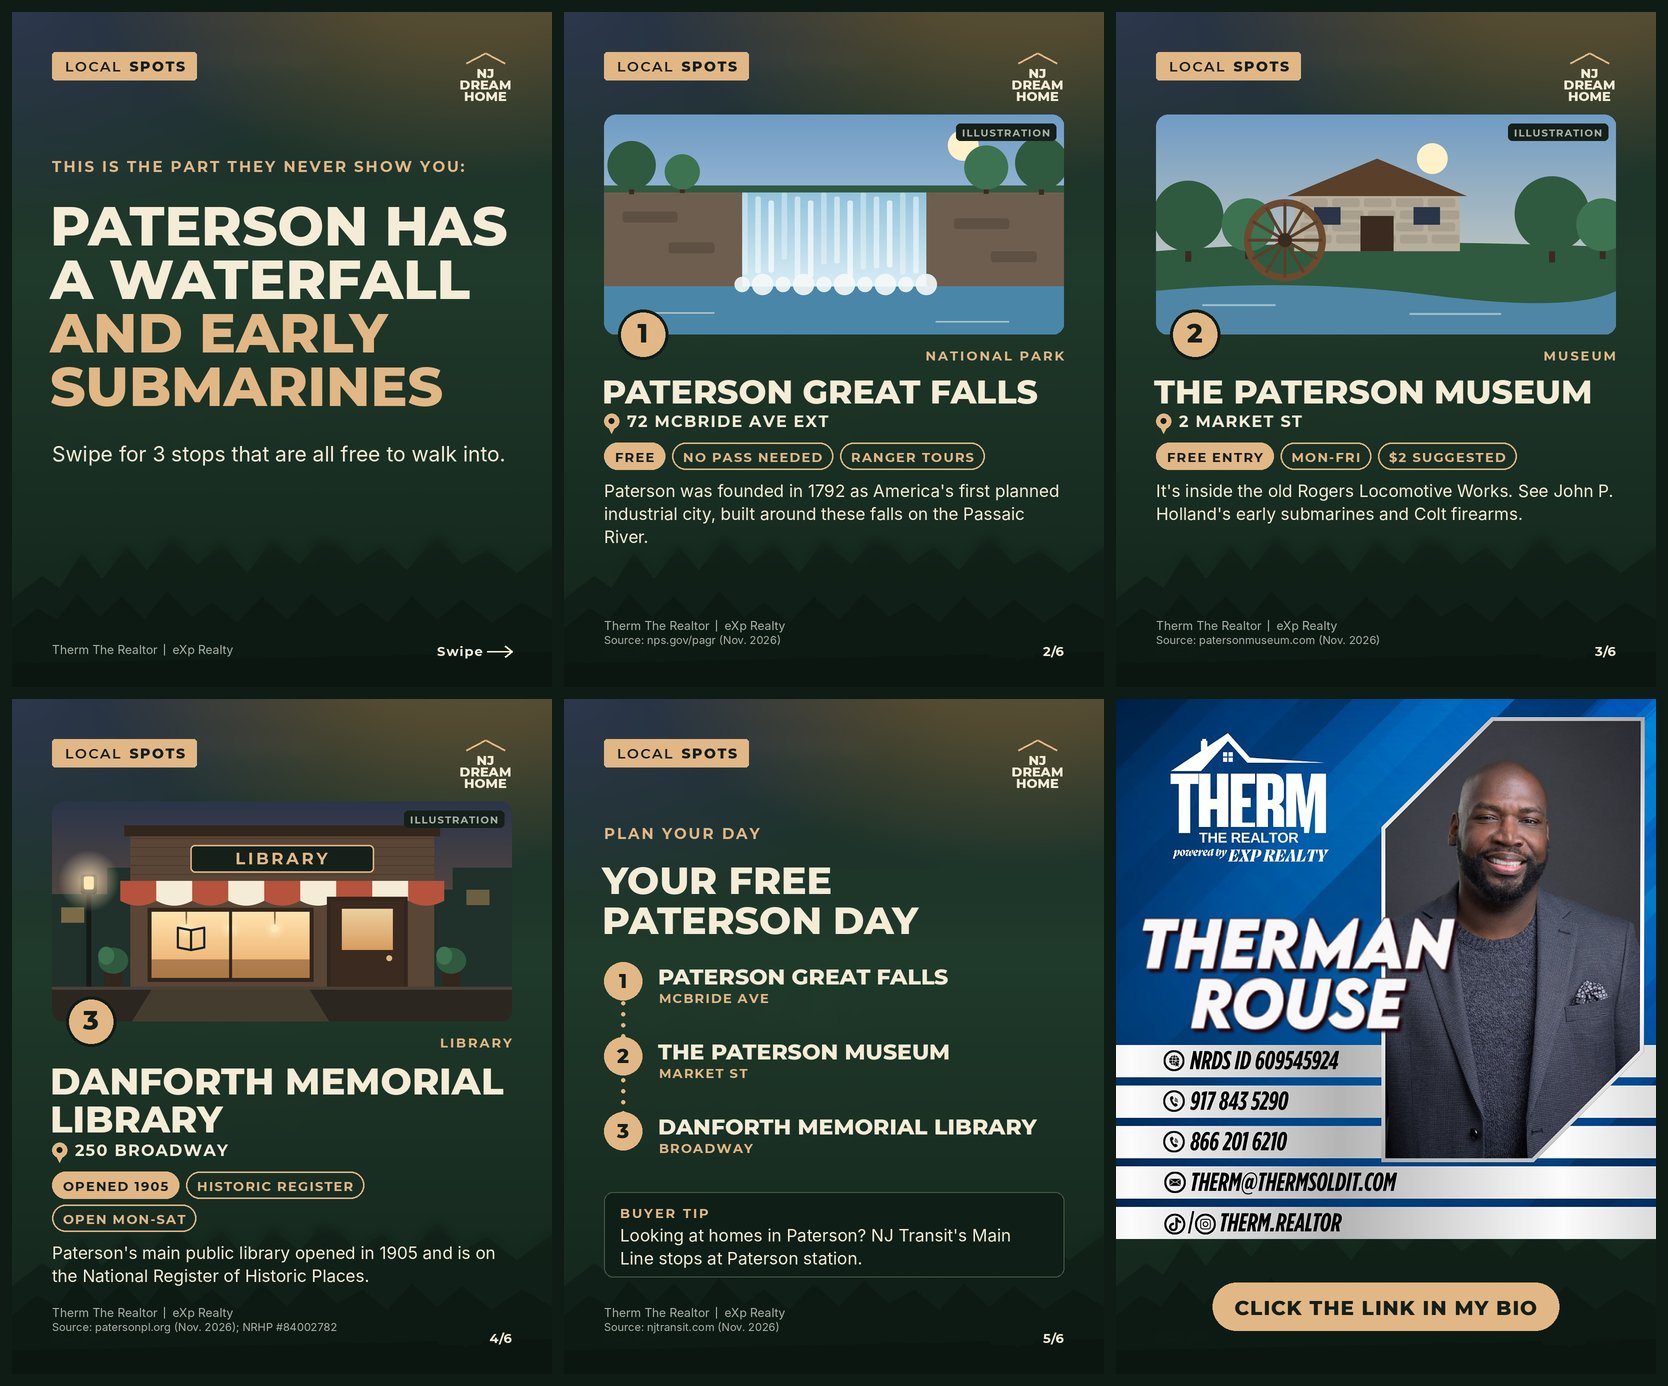 LOCAL SPOTS
NJ
DREAM
HOME
THIS IS THE PART THEY NEVER SHOW YOU:
PATERSON HAS
A WATERFALL
AND EARLY
SUBMARINES
Swipe for 3 stops that are all free to walk into.
Therm The Realtor | eXp Realty
Swipe
LOCAL SPOTS
NJ
DREAM
HOME
ILLUSTRATION
1
NATIONAL PARK
PATERSON GREAT FALLS
72 MCBRIDE AVE EXT
FREE NO PASS NEEDED RANGER TOURS
Paterson was founded in 1792 as America's first planned
industrial city, built around these falls on the Passaic
River.
Therm The Realtor | eXp Realty
Source: nps.gov/pagr (Nov. 2026)
2/6
LOCAL SPOTS
NJ
DREAM
HOME
ILLUSTRATION
2
MUSEUM
THE PATERSON MUSEUM
2 MARKET ST
FREE ENTRY MON-FRI $2 SUGGESTED
It's inside the old Rogers Locomotive Works. See John P.
Holland's early submarines and Colt firearms.
Therm The Realtor | eXp Realty
Source: patersonmuseum.com (Nov. 2026)
3/6
LOCAL SPOTS
NJ
DREAM
HOME
ILLUSTRATION
LIBRARY
3
LIBRARY
DANFORTH MEMORIAL
LIBRARY
250 BROADWAY
OPENED 1905 HISTORIC REGISTER
OPEN MON-SAT
Paterson's main public library opened in 1905 and is on
the National Register of Historic Places.
Therm The Realtor | eXp Realty
Source: patersonpl.org (Nov. 2026); NRHP #84002782
4/6
LOCAL SPOTS
NJ
DREAM
HOME
PLAN YOUR DAY
YOUR FREE
PATERSON DAY
1 PATERSON GREAT FALLS
MCBRIDE AVE
2 THE PATERSON MUSEUM
MARKET ST
3 DANFORTH MEMORIAL LIBRARY
BROADWAY
BUYER TIP
Looking at homes in Paterson? NJ Transit's Main
Line stops at Paterson station.
Therm The Realtor | eXp Realty
Source: njtransit.com (Nov. 2026)
5/6
THERM
THE REALTOR
powered by EXP REALTY
THERMAN
ROUSE
NRDS ID 609545924
917 843 5290
866 201 6210
THERM@THERMSOLDIT.COM
/ THERM.REALTOR
CLICK THE LINK IN MY BIO